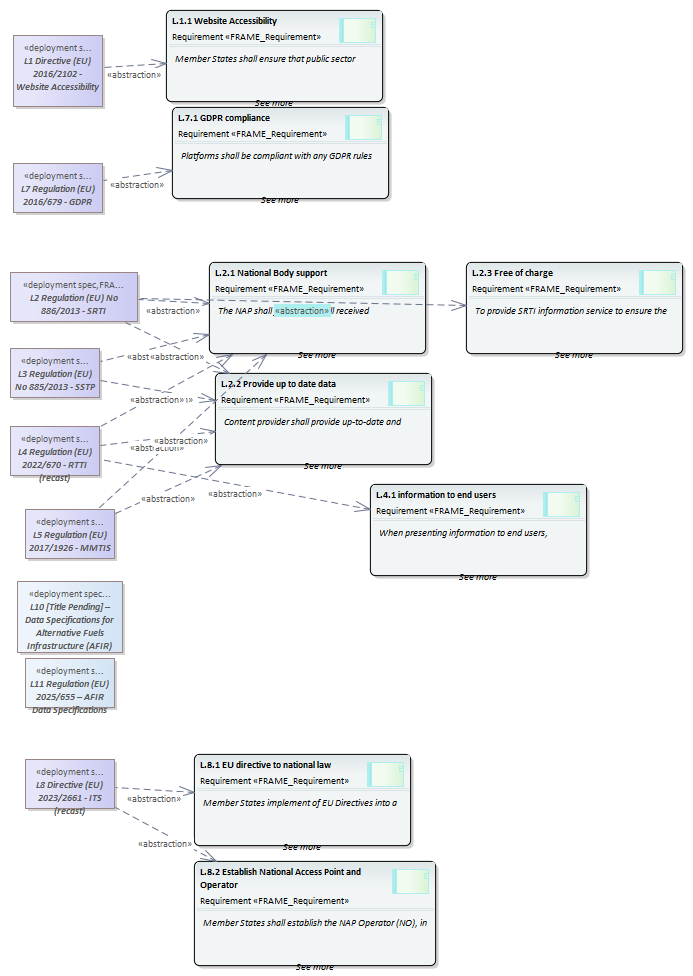 «deployment s...
L1 Directive (EU)
2016/2102 -
Website Accessibility
«abstraction»
L.1.1 Website Accessibility
Requirement «FRAME_Requirement»
Member States shall ensure that public sector
See more
L.7.1 GDPR compliance
Requirement «FRAME_Requirement»
Platforms shall be compliant with any GDPR rules
See more
«deployment s...
L7 Regulation (EU)
2016/679 - GDPR
«abstraction»
«deployment spec,FRA...
L2 Regulation (EU) No
886/2013 - SRTI
«abstraction»
L.2.1 National Body support
Requirement «FRAME_Requirement»
The NAP shall «abstraction» ll received
See more
L.2.3 Free of charge
Requirement «FRAME_Requirement»
To provide SRTI information service to ensure the
See more
«deployment s...
L3 Regulation (EU)
No 885/2013 - SSTP
«abstraction»
L.2.2 Provide up to date data
Requirement «FRAME_Requirement»
Content provider shall provide up-to-date and
See more
«abstraction»
«deployment s...
L4 Regulation (EU)
2022/670 - RTTI
(recast)
«abstraction»
«abstraction»
«abstraction»
L.4.1 information to end users
Requirement «FRAME_Requirement»
When presenting information to end users,
See more
«deployment s...
L5 Regulation (EU)
2017/1926 - MMTIS
«abstraction»
«deployment spec...
L10 [Title Pending] –
Data Specifications for
Alternative Fuels
Infrastructure (AFIR)
«deployment s...
L11 Regulation (EU)
2025/655 – AFIR
Data Specifications
«deployment s...
L8 Directive (EU)
2023/2661 - ITS
(recast)
«abstraction»
«abstraction»
L.8.1 EU directive to national law
Requirement «FRAME_Requirement»
Member States implement of EU Directives into a
See more
L.8.2 Establish National Access Point and
Operator
Requirement «FRAME_Requirement»
Member States shall establish the NAP Operator (NO), in
See more